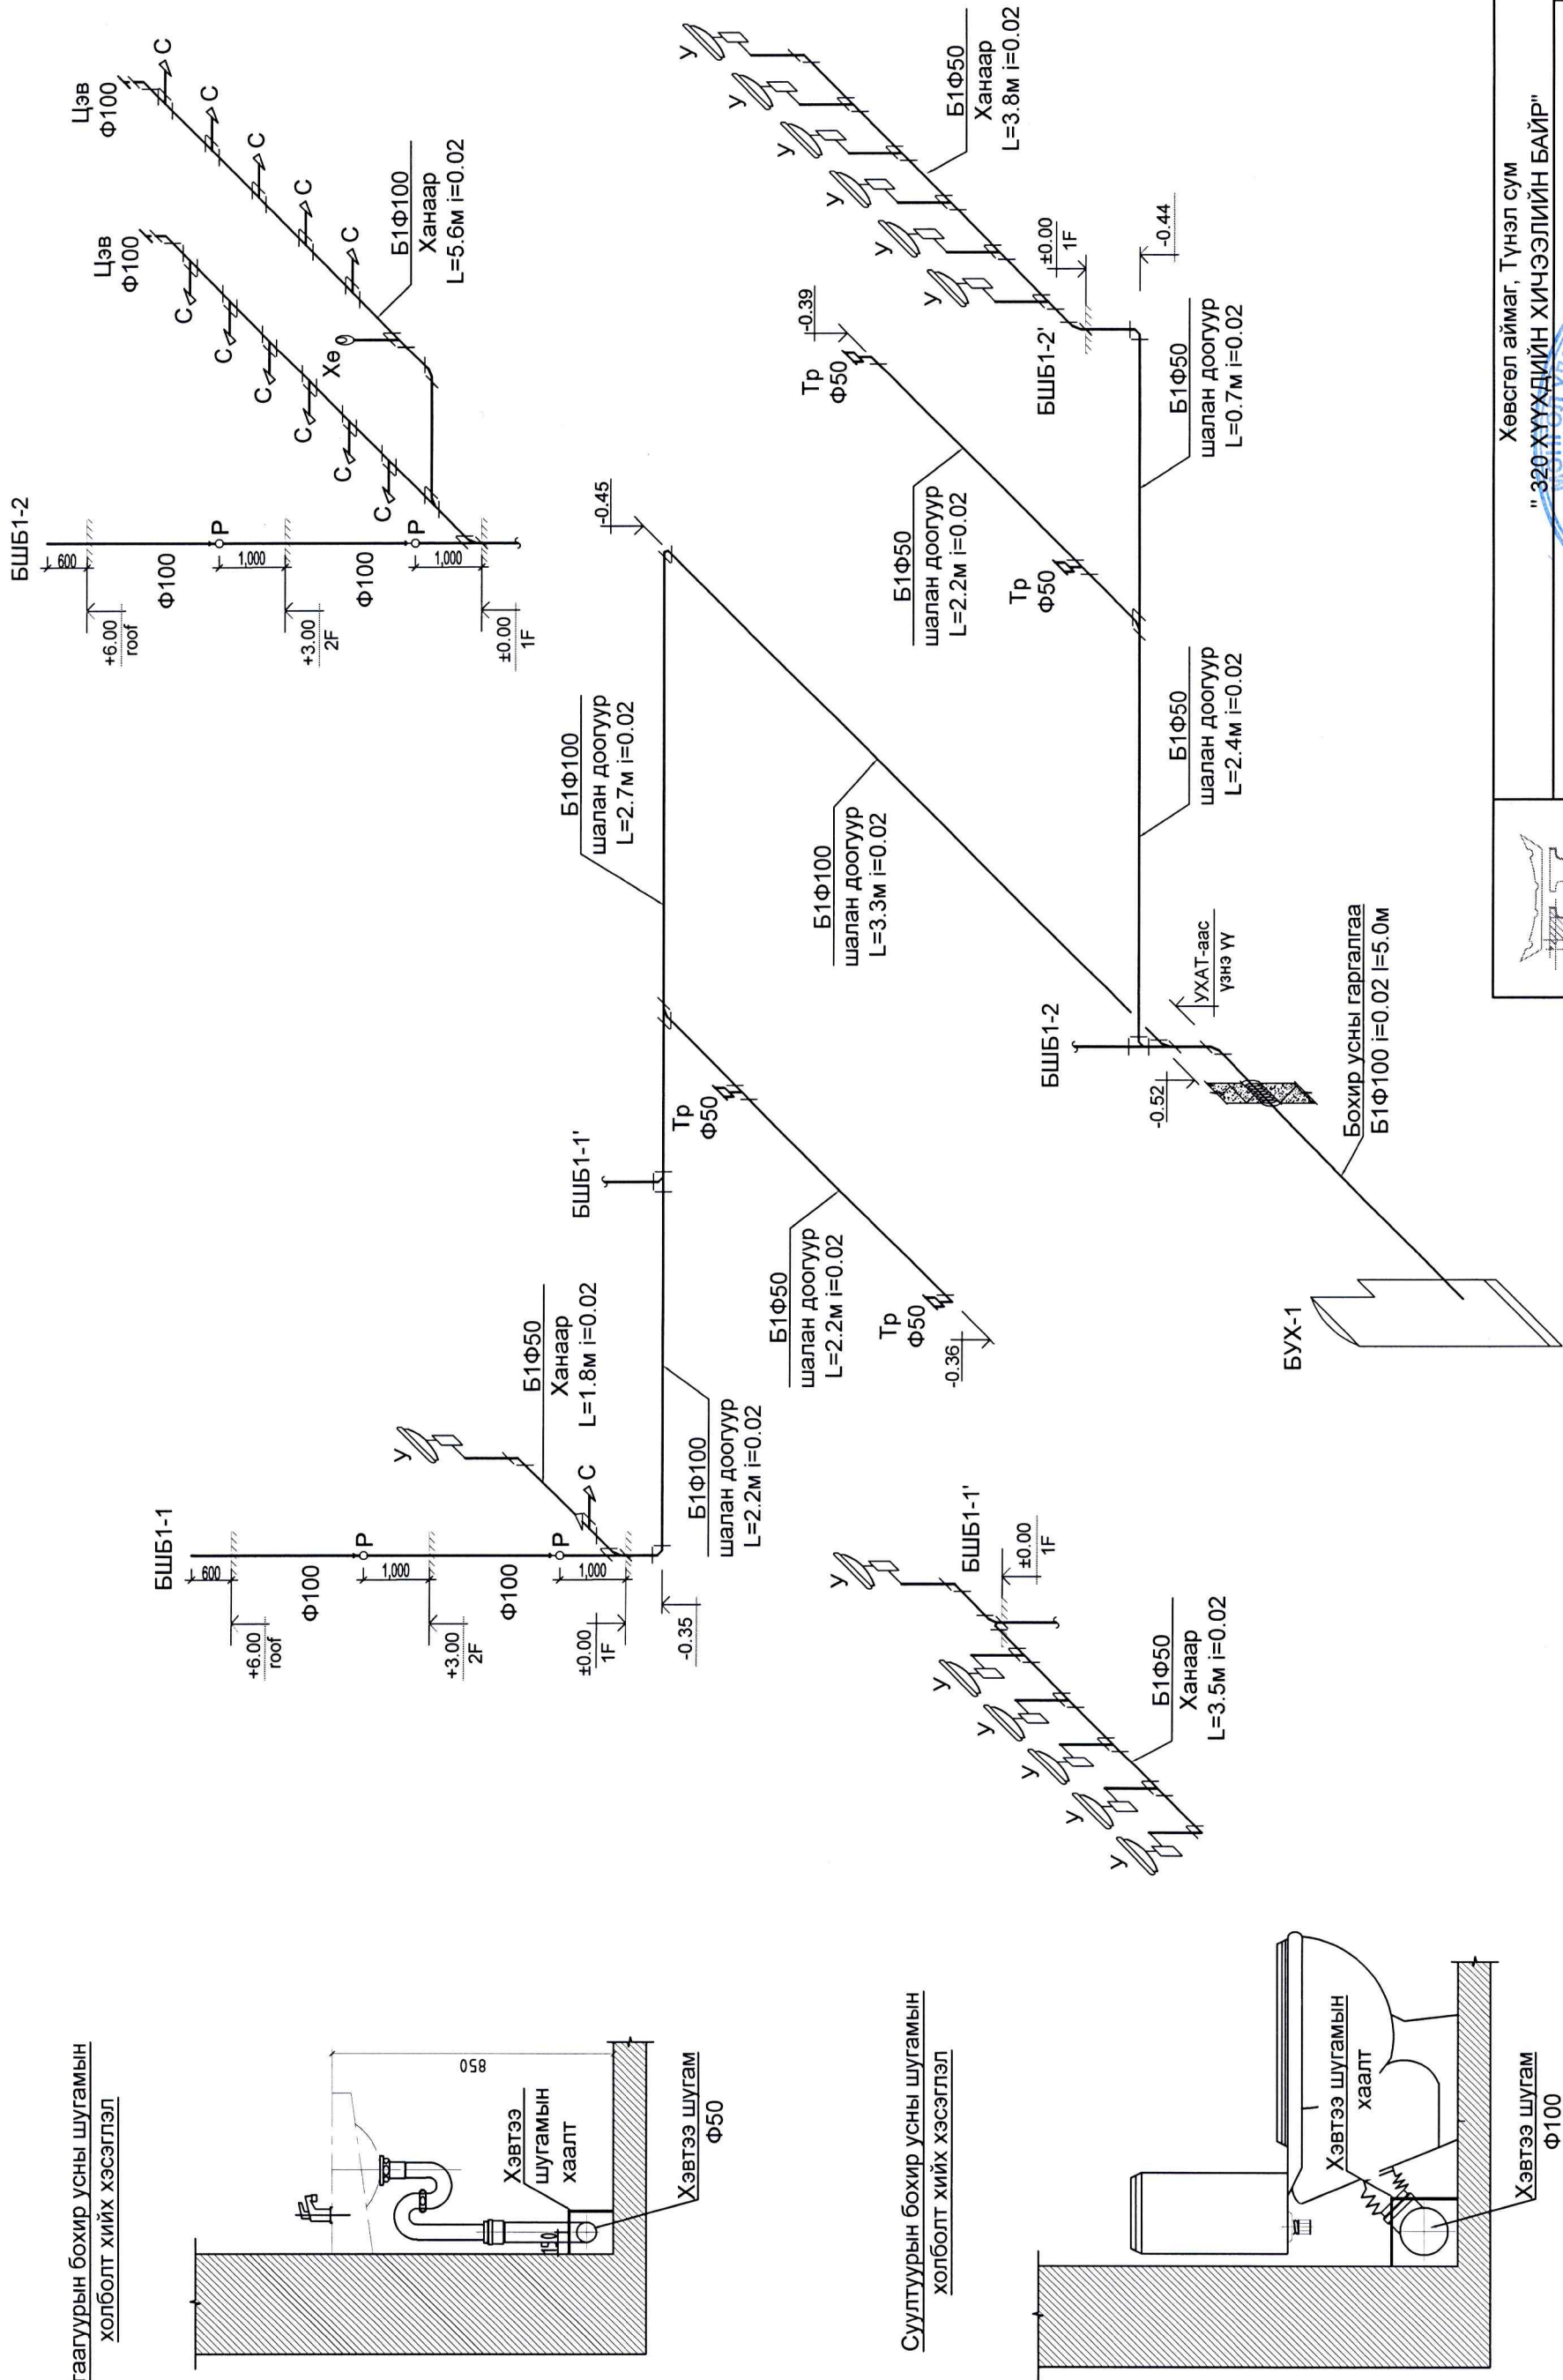 гаагуурын бохир усны шугамын
холболт хийх хэсэглэл
850
Хэвтээ
шугамын
хаалт
150
Хэвтээ шугам
Ф50
Суултуурын бохир усны шугамын
холболт хийх хэсэглэл
Хэвтээ шугамын
хаалт
Хэвтээ шугам
Ф100
БШБ1-1
600
+6.00
roof
Ф100
Р
1,000
+3.00
2F
Ф100
Р
1,000
±0.00
1F
-0.35
У
С
Б1Ф50
Ханаар
L=1.8м i=0.02
Б1Ф100
шалан доогуур
L=2.2м i=0.02
БШБ1-1'
Тр
Ф50
Б1Ф50
шалан доогуур
L=2.2м i=0.02
Тр
Ф50
-0.36
Б1Ф100
шалан доогуур
L=2.7м i=0.02
-0.45
Б1Ф100
шалан доогуур
L=3.3м i=0.02
У
БШБ1-1'
±0.00
1F
У
У
У
У
У
Б1Ф50
Ханаар
L=3.5м i=0.02
БШБ1-2
600
+6.00
roof
Ф100
Р
1,000
+3.00
2F
Ф100
Р
1,000
±0.00
1F
Цэв
Ф100
С
С
С
С
С
С
Цэв
Ф100
С
С
С
С
С
Хө
Б1Ф100
Ханаар
L=5.6м i=0.02
У
У
У
У
У
У
Б1Ф50
Ханаар
L=3.8м i=0.02
БШБ1-2'
±0.00
1F
-0.44
Б1Ф50
шалан доогуур
L=0.7м i=0.02
Тр
Ф50
-0.39
Б1Ф50
шалан доогуур
L=2.2м i=0.02
Тр
Ф50
Б1Ф50
шалан доогуур
L=2.4м i=0.02
БШБ1-2
УХАТ-аас
үзнэ үү
-0.52
Бохир усны гаргалгаа
Б1Ф100 i=0.02 l=5.0м
БУХ-1
Хөвсгөл аймаг, Түнэл сум
" 320 ХҮҮХДИЙН ХИЧЭЭЛИЙН БАЙР"